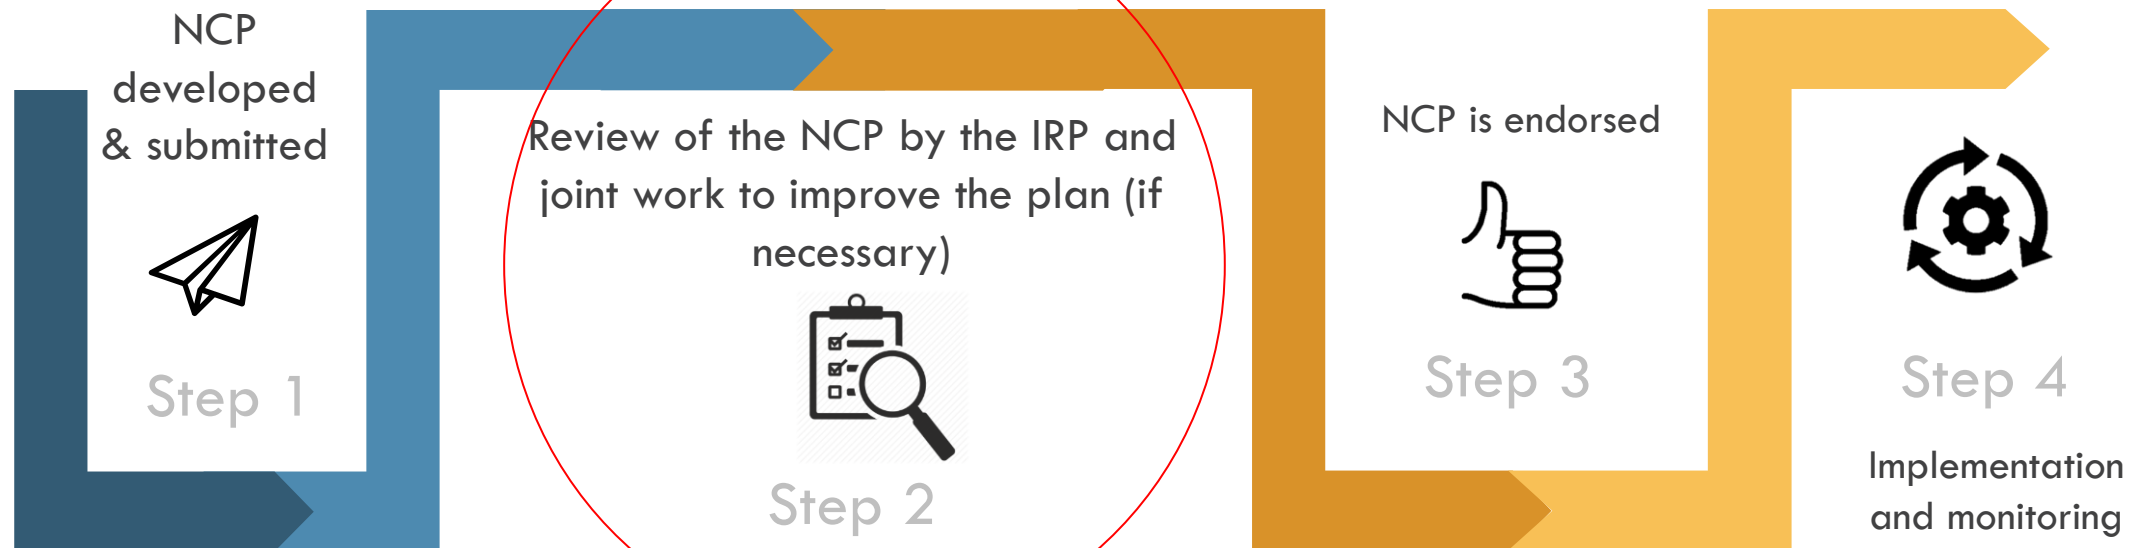 NCP
developed
& submitted
Step 1
Review of the NCP by the IRP and
joint work to improve the plan (if
necessary)
Step 2
NCP is endorsed
Step 3
Step 4
Implementation
and monitoring